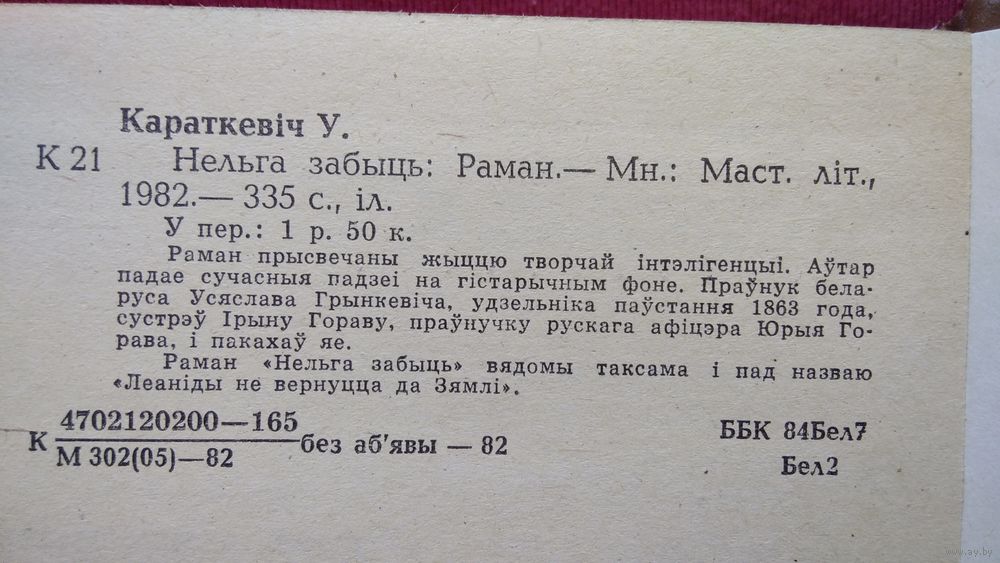 Караткевіч У.
К 21 Нельга забыць: Раман.— Мн.: Маст. літ.,
1982.— 335 с., іл.
У пер.: 1 р. 50 к.
Раман прысвечаны жыццю творчай інтэлігенцыі. Аўтар
падае сучасныя падзеі на гістарычным фоне. Праўнук бела-
руса Усяслава Грынкевіча, удзельніка паўстання 1863 года,
сустрэў Ірыну Гораву, праўнучку рускага афіцэра Юрыя Го-
рава, і пакахаў яе.
Раман «Нельга забыць» вядомы таксама і пад назваю
«Леаніды не вернуцца да Зямлі».
К 4702120200—165
М 302(05)—82 без аб'явы — 82
ББК 84Бел7
Бел2
www.ay.by